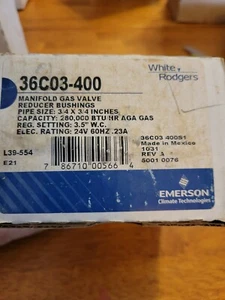 36C03-400
White
Rodgers
MANIFOLD GAS VALVE
REDUCER BUSHINGS
PIPE SIZE: 3/4 X 3/4 INCHES
CAPACITY: 280,000 BTU/HR AGA GAS
REG. SETTING: 3.5" W.C.
ELEC. RATING: 24V 60HZ .23A
36C03 400S1
Made in Mexico
1031
REV
5001 0076
L39-554
E21
7 86710 00566 4
EMERSON
Climate Technologies